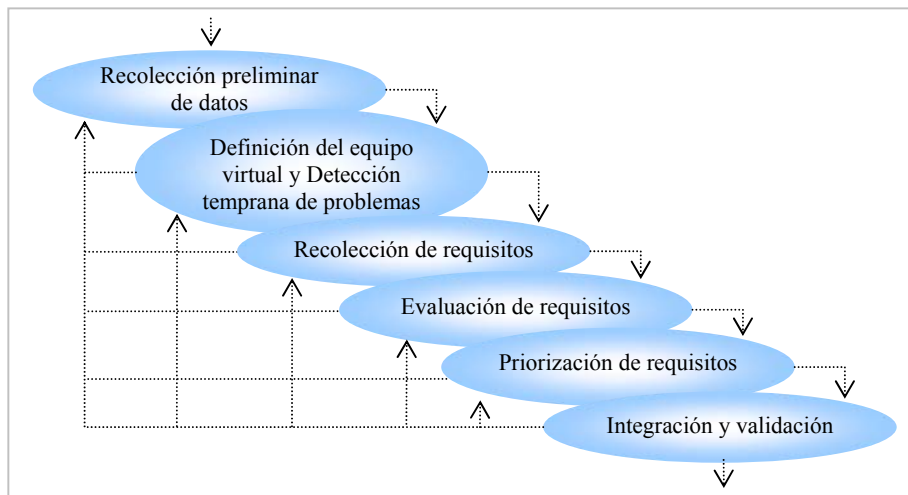 Recolección preliminar
de datos
Definición del equipo
virtual y Detección
temprana de problemas
Recolección de requisitos
Evaluación de requisitos
Priorización de requisitos
Integración y validación